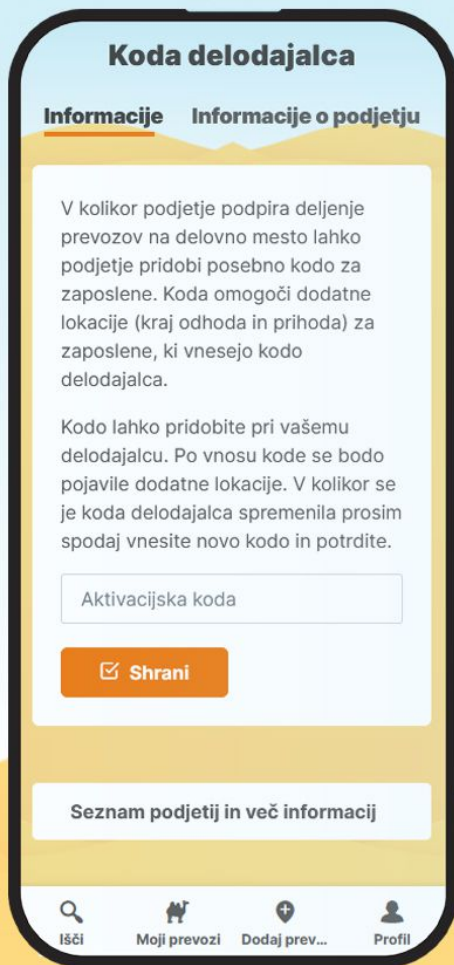 Koda delodajalca
Informacije Informacije o podjetju
V kolikor podjetje podpira deljenje
prevozov na delovno mesto lahko
podjetje pridobi posebno kodo za
zaposlene. Koda omogoči dodatne
lokacije (kraj odhoda in prihoda) za
zaposlene, ki vnesejo kodo
delodajalca.
Kodo lahko pridobite pri vašemu
delodajalcu. Po vnosu kode se bodo
pojavile dodatne lokacije. V kolikor se
je koda delodajalca spremenila prosim
spodaj vnesite novo kodo in potrdite.
Aktivacijska koda
Shrani
Seznam podjetij in več informacij
Išči Moji prevozi Dodaj prev... Profil